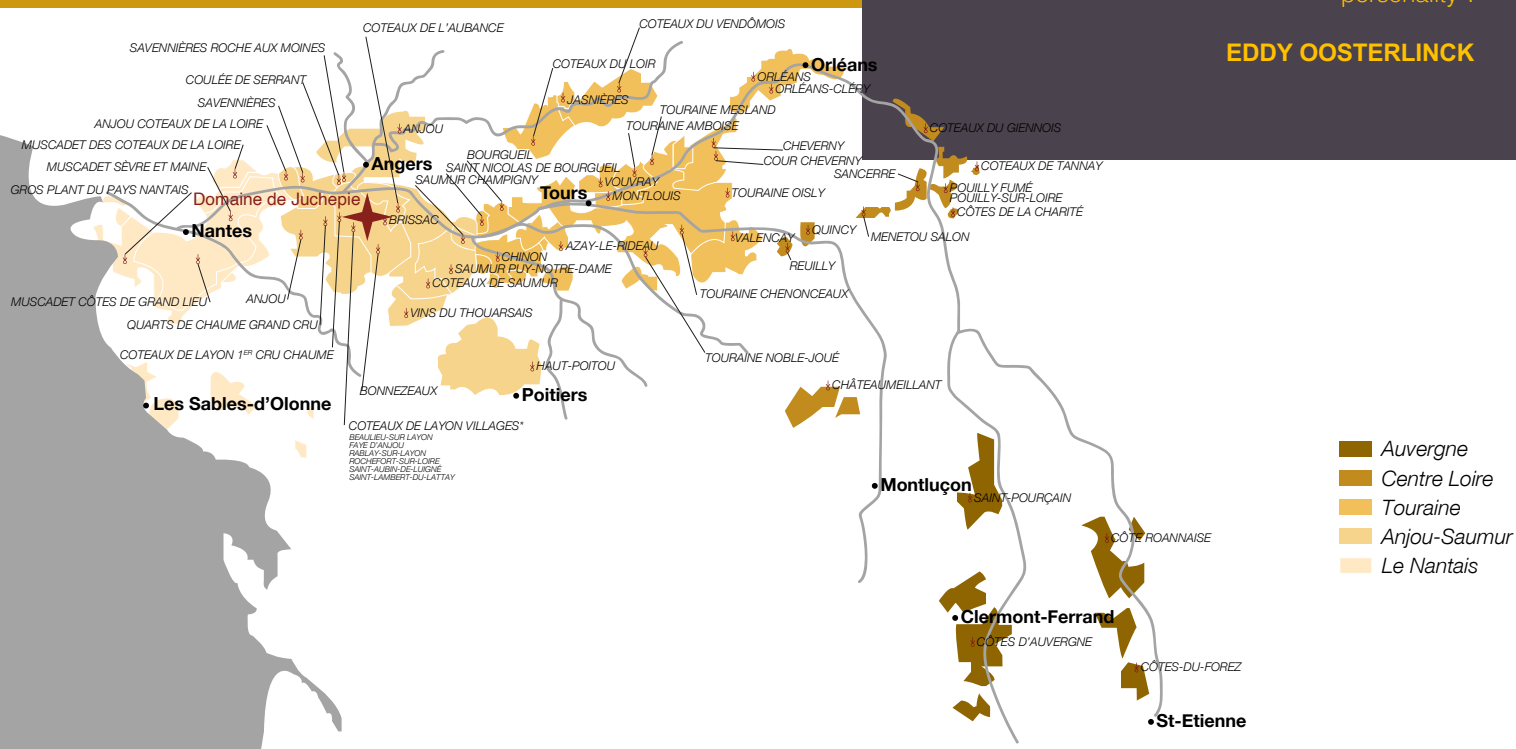 personality !
EDDY OOSTERLINCK
COTEAUX DU VENDÔMOIS
COTEAUX DE L'AUBANCE
SAVENNIÈRES ROCHE AUX MOINES
COTEAUX DU LOIR
Orléans
COULÉE DE SERRANT
ORLÉANS
ORLÉANS-CLÉRY
SAVENNIÈRES
JASNIÈRES
TOURAINE MESLAND
ANJOU COTEAUX DE LA LOIRE
ANJOU
TOURAINE AMBOISE
COTEAUX DU GIENNOIS
MUSCADET DES COTEAUX DE LA LOIRE
CHEVERNY
BOURGUEIL
COUR CHEVERNY
MUSCADET SÈVRE ET MAINE
Angers
SAINT NICOLAS DE BOURGUEIL
COTEAUX DE TANNAY
SANCERRE
SAUMUR CHAMPIGNY
VOUVRAY
GROS PLANT DU PAYS NANTAIS
Tours
TOURAINE OISLY
POUILLY FUMÉ
MONTLOUIS
POUILLY-SUR-LOIRE
Domaine de Juchepie
CÔTES DE LA CHARITÉ
BRISSAC
Nantes
QUINCY
VALENCAY
MENETOU SALON
AZAY-LE-RIDEAU
CHINON
REUILLY
SAUMUR PUY-NOTRE-DAME
COTEAUX DE SAUMUR
TOURAINE CHENONCEAUX
MUSCADET CÔTES DE GRAND LIEU
ANJOU
VINS DU THOUARSAIS
QUARTS DE CHAUME GRAND CRU
COTEAUX DE LAYON 1ER CRU CHAUME
TOURAINE NOBLE-JOUÉ
HAUT-POITOU
CHÂTEAUMEILLANT
BONNEZEAUX
Poitiers
Les Sables-d'Olonne
COTEAUX DE LAYON VILLAGES*
BEAULIEU-SUR LAYON
FAYE D'ANJOU
RABLAY-SUR-LAYON
ROCHEFORT-SUR-LOIRE
SAINT-AUBIN-DE-LUIGNÉ
SAINT-LAMBERT-DU-LATTAY
Auvergne
Centre Loire
Touraine
Anjou-Saumur
Le Nantais
Montluçon
SAINT-POURÇAIN
CÔTE ROANNAISE
Clermont-Ferrand
CÔTES D'AUVERGNE
CÔTES-DU-FOREZ
St-Etienne